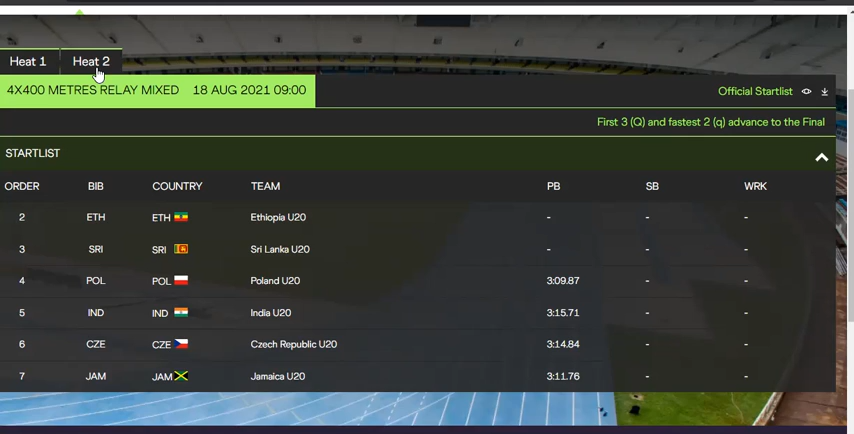 Heat 1 Heat 2
4X400 METRES RELAY MIXED 18 AUG 2021 09:00 Official Startlist
First 3 (Q) and fastest 2 (q) advance to the Final
STARTLIST
ORDER BIB COUNTRY TEAM PB SB WRK
2 ETH ETH Ethiopia U20 - - -
3 SRI SRI Sri Lanka U20 - - -
4 POL POL Poland U20 3:09.87 - -
5 IND IND India U20 3:15.71 - -
6 CZE CZE Czech Republic U20 3:14.84 - -
7 JAM JAM Jamaica U20 3:11.76 - -